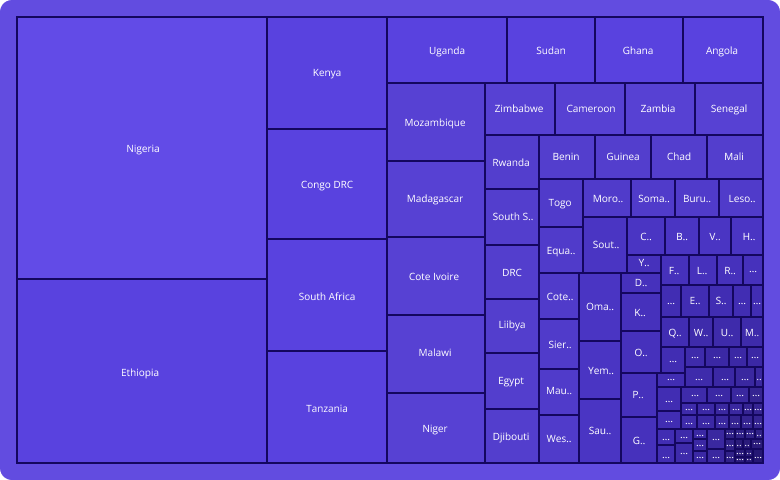 Nigeria
Ethiopia
Kenya
Congo DRC
South Africa
Tanzania
Uganda
Sudan
Ghana
Angola
Mozambique
Madagascar
Cote Ivoire
Malawi
Niger
Zimbabwe
Cameroon
Zambia
Senegal
Rwanda
South S..
DRC
Liibya
Egypt
Djibouti
Benin
Guinea
Chad
Mali
Togo
Equa..
Cote..
Sier..
Mau..
Wes..
Moro..
Soma..
Buru..
Leso..
Sout..
Oma..
Yem..
Sau..
C..
B..
V..
H..
Y..
D..
K..
O..
P..
G..
F..
L..
R..
...
...
E..
S..
...
...
Q..
W..
U..
M..